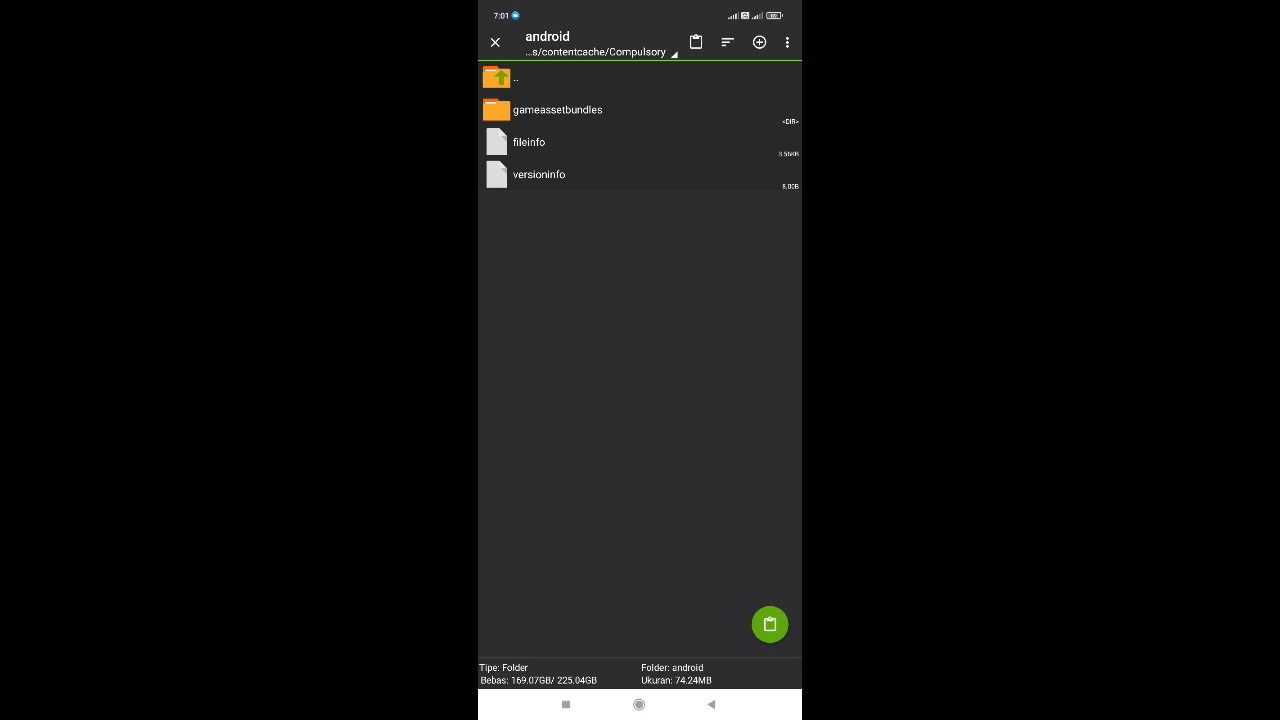 7:01
android
...s/contentcache/Compulsory
..
gameassetbundles
<DIR>
fileinfo
3.56KB
versioninfo
8.00B
Tipe: Folder
Folder: android
Bebas: 169.07GB/ 225.04GB
Ukuran: 74.24MB